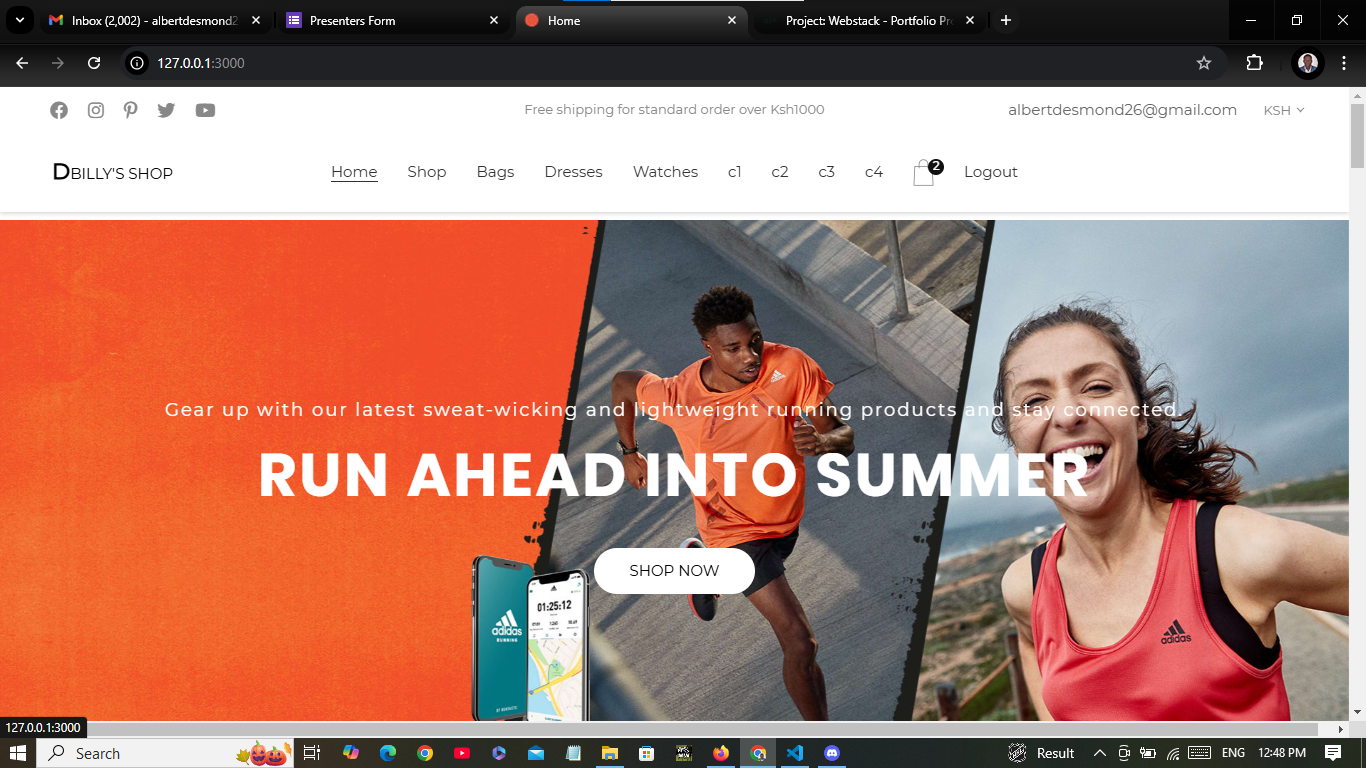 Inbox (2,002) - albertdesmond2
Presenters Form
Home
Project: Webstack - Portfolio Pr
127.0.0.1:3000
Free shipping for standard order over Ksh1000
albertdesmond26@gmail.com
KSH
DBILLY'S SHOP
Home
Shop
Bags
Dresses
Watches
c1
c2
c3
c4
2
Logout
Gear up with our latest sweat-wicking and lightweight running products and stay connected.
RUN AHEAD INTO SUMMER
SHOP NOW
adidas
RUNNING
01:25:12
adidas
127.0.0.1:3000
Search
Result
ENG
12:48 PM